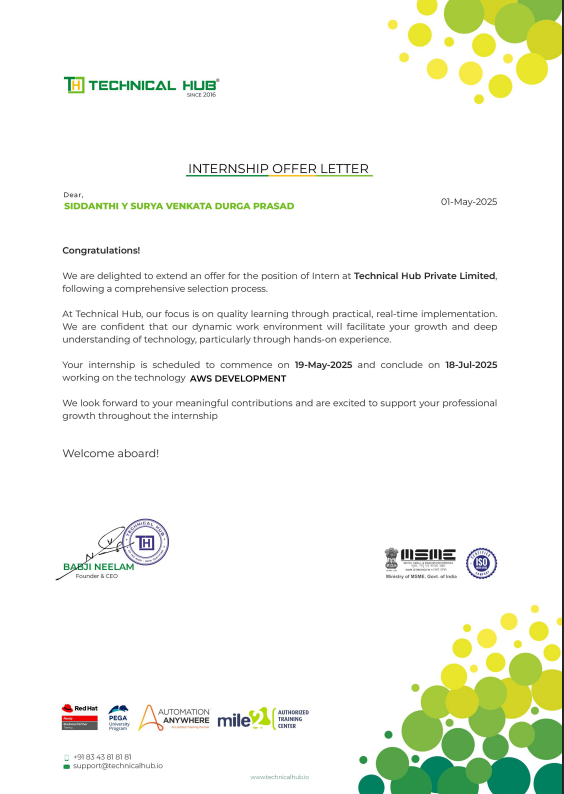 TH TECHNICAL HUB®
SINCE 2016
INTERNSHIP OFFER LETTER
Dear,
SIDDANTHI Y SURYA VENKATA DURGA PRASAD
01-May-2025
Congratulations!
We are delighted to extend an offer for the position of Intern at Technical Hub Private Limited,
following a comprehensive selection process.
At Technical Hub, our focus is on quality learning through practical, real-time implementation.
We are confident that our dynamic work environment will facilitate your growth and deep
understanding of technology, particularly through hands-on experience.
Your internship is scheduled to commence on 19-May-2025 and conclude on 18-Jul-2025
working on the technology AWS DEVELOPMENT
We look forward to your meaningful contributions and are excited to support your professional
growth throughout the internship
Welcome aboard!
TECHNICAL HUB
TH
BABJI NEELAM
Founder & CEO
MSME
Ministry of MSME, Govt. of India
ISO
Red Hat
Ready
PEGA
University
Program
AUTOMATION
ANYWHERE
mile2
AUTHORIZED
TRAINING
CENTER
+91 83 43 81 81 81
support@technicalhub.io
www.technicalhub.io